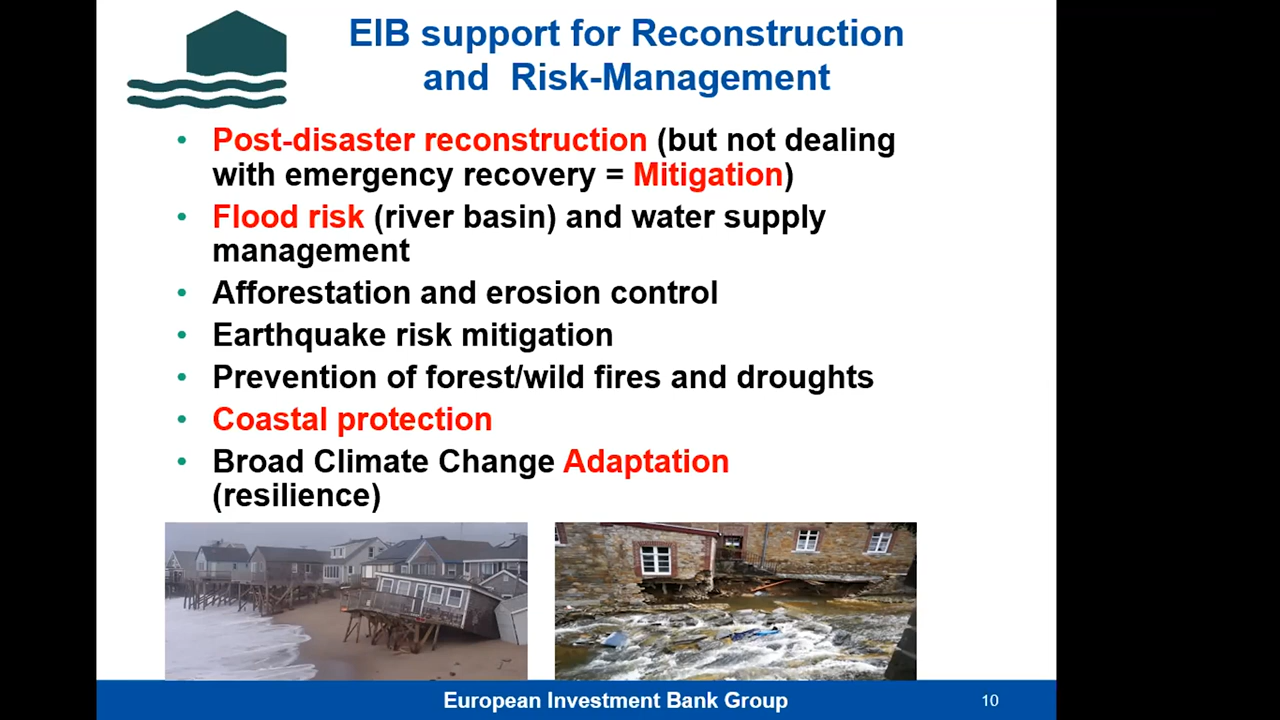 EIB support for Reconstruction
and Risk-Management
• Post-disaster reconstruction (but not dealing
with emergency recovery = Mitigation)
• Flood risk (river basin) and water supply
management
• Afforestation and erosion control
• Earthquake risk mitigation
• Prevention of forest/wild fires and droughts
• Coastal protection
• Broad Climate Change Adaptation
(resilience)
European Investment Bank Group
10